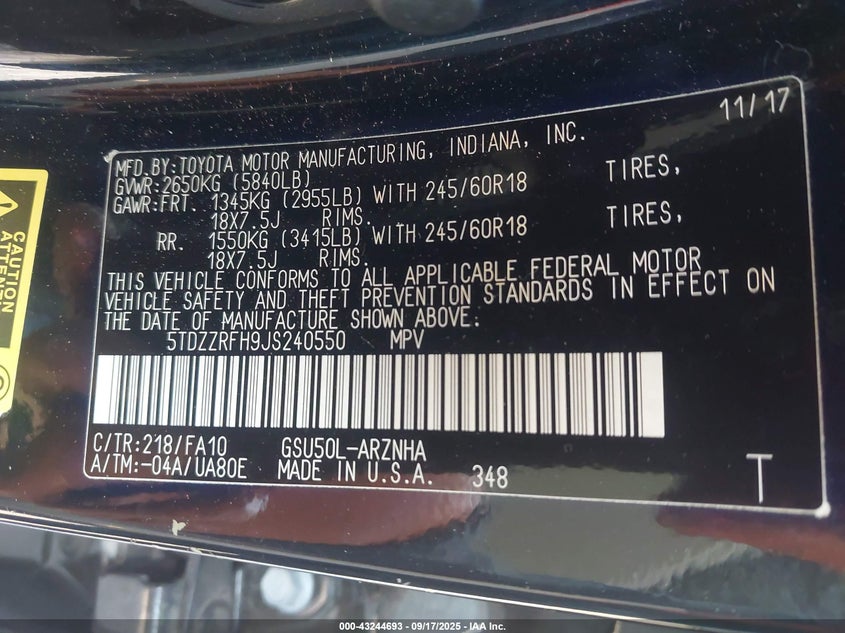 11/17
MFD.BY:TOYOTA MOTOR MANUFACTURING, INDIANA, INC.
GVWR:2650KG (5840LB)
GAWR:FRT. 1345KG (2955LB) WITH 245/60R18 TIRES,
18X7.5J RIMS.
RR. 1550KG (3415LB) WITH 245/60R18 TIRES,
18X7.5J RIMS.
THIS VEHICLE CONFORMS TO ALL APPLICABLE FEDERAL MOTOR
VEHICLE SAFETY AND THEFT PREVENTION STANDARDS IN EFFECT ON
THE DATE OF MANUFACTURE SHOWN ABOVE.
5TDZZRFH9JS240550 MPV
C/TR:218/FA10 GSU50L-ARZNHA
A/TM:-04A/UA80E MADE IN U.S.A. 348 T
CAUTION
000-43244693 - 09/17/2025 - IAA Inc.